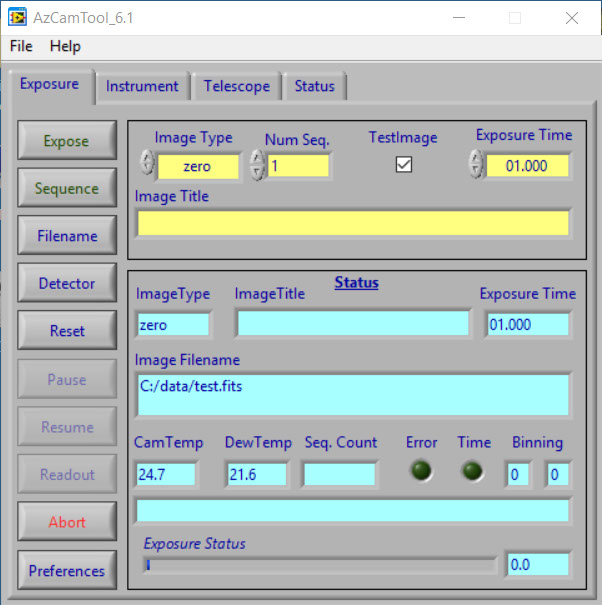 AzCamTool_6.1
File Help
Exposure Instrument Telescope Status
Expose
Sequence
Filename
Detector
Reset
Pause
Resume
Readout
Abort
Preferences
Image Type Num Seq. TestImage Exposure Time
zero 1 01.000
Image Title
Status
ImageType ImageTitle Exposure Time
zero 01.000
Image Filename
C:/data/test.fits
CamTemp DewTemp Seq. Count Error Time Binning
24.7 21.6 0 0
Exposure Status
0.0